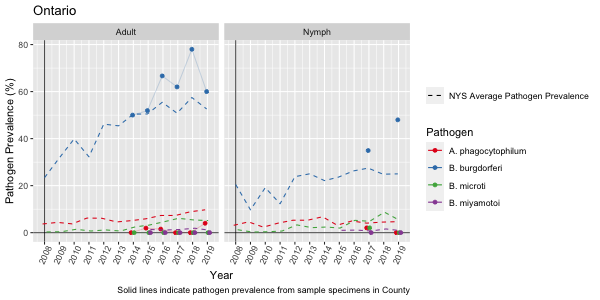 Ontario
Adult
Nymph
Pathogen Prevalence (%)
80
60
40
20
0
2008 2009 2010 2011 2012 2013 2014 2015 2016 2017 2018 2019
2008 2009 2010 2011 2012 2013 2014 2015 2016 2017 2018 2019
Year
Solid lines indicate pathogen prevalence from sample specimens in County
NYS Average Pathogen Prevalence
Pathogen
A. phagocytophilum
B. burgdorferi
B. microti
B. miyamotoi